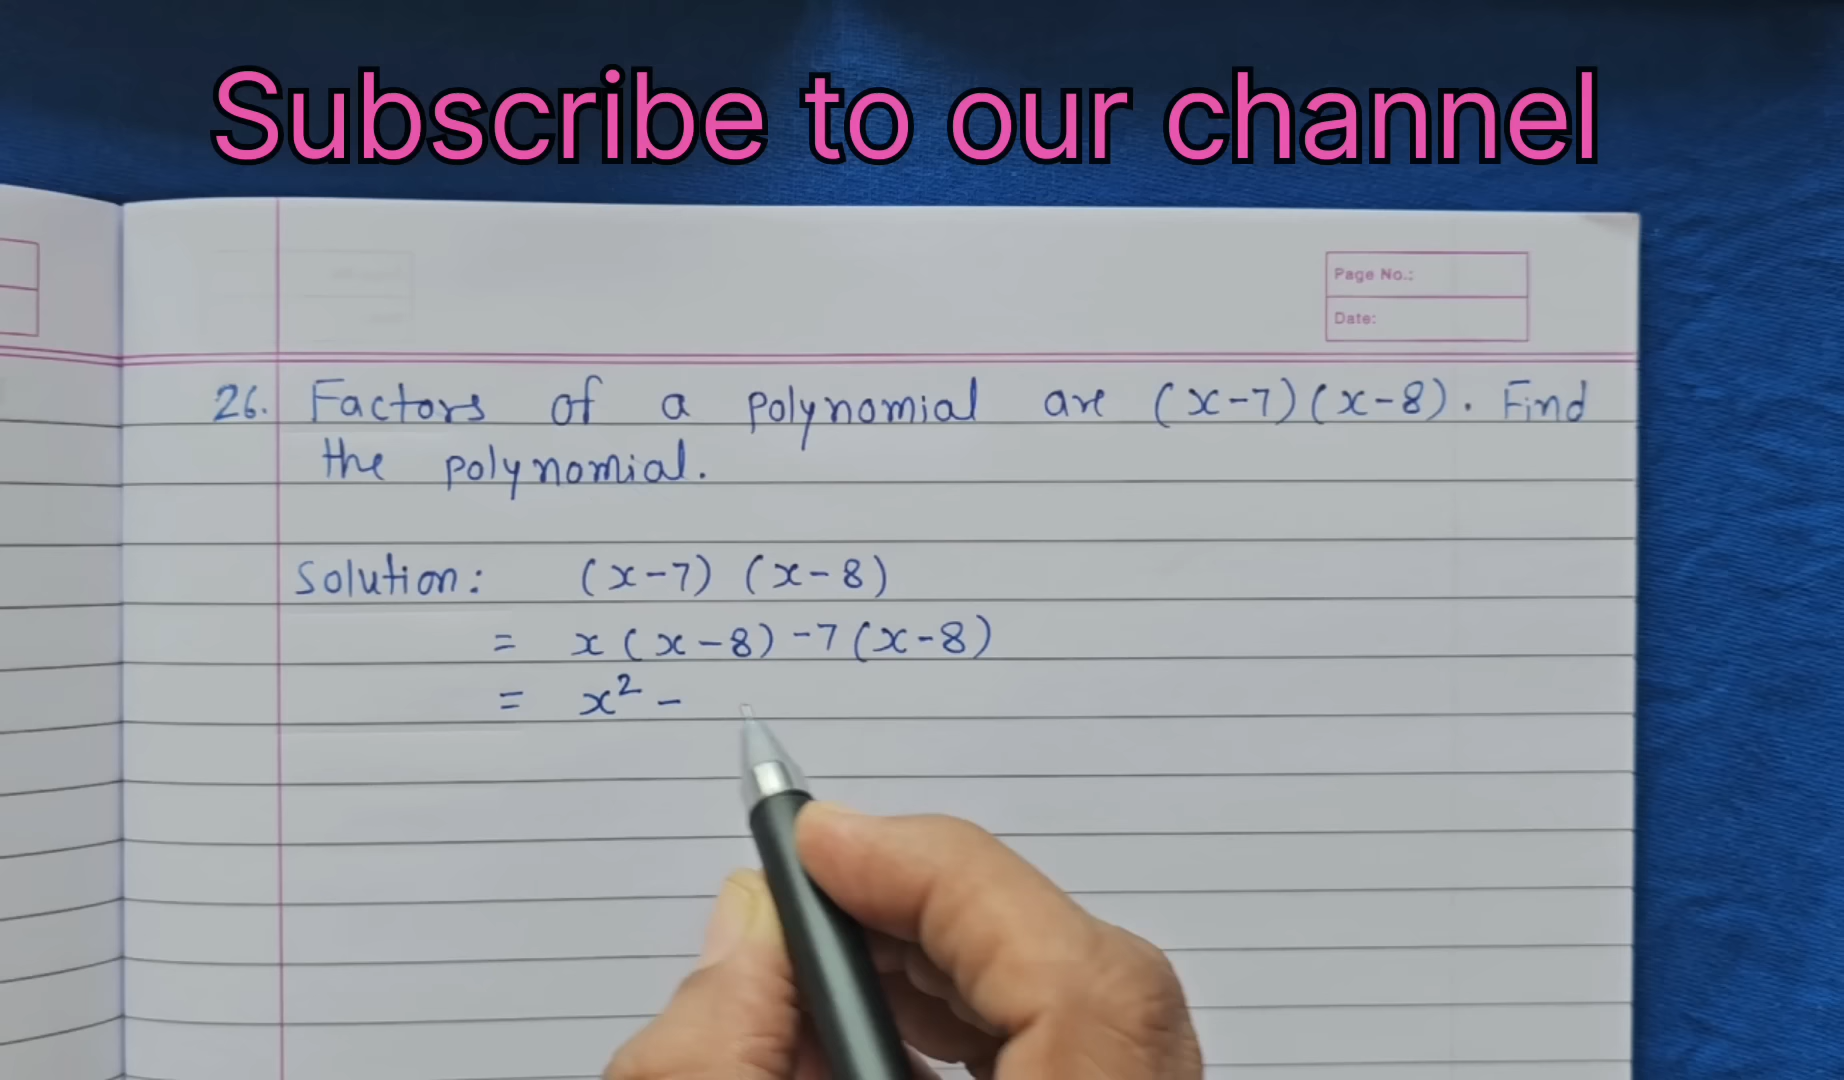 Subscribe to our channel
Page No.:
Date:
26. Factors of a polynomial are (x-7)(x-8). Find
the polynomial.
Solution: (x-7) (x-8)
= x(x-8)-7(x-8)
= x² -